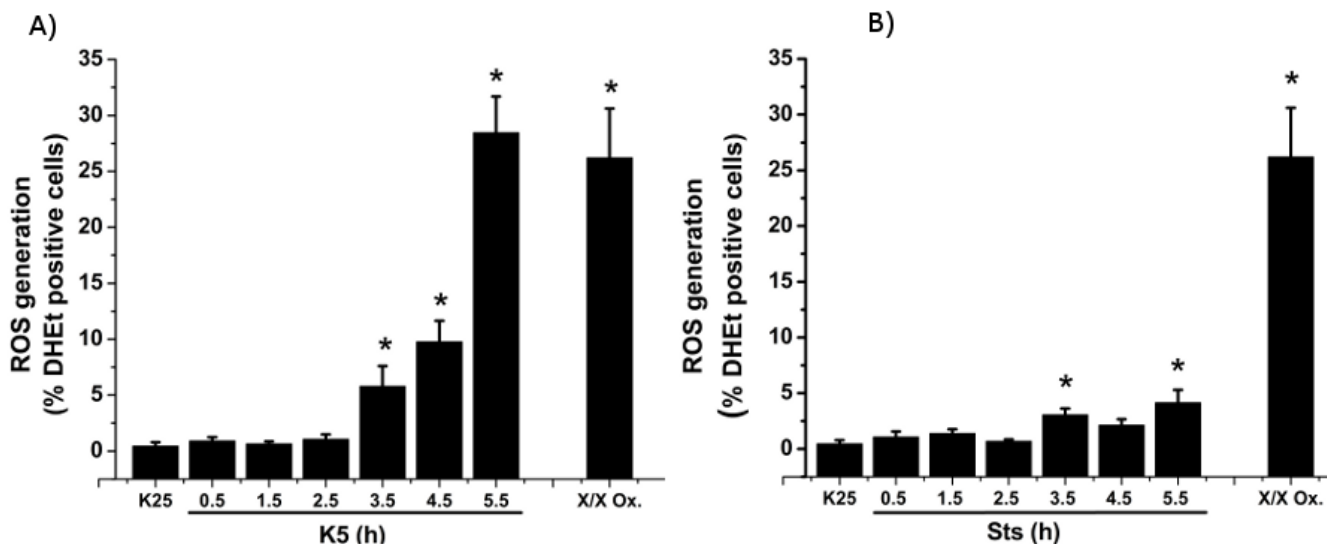 A)
ROS generation
(% DHEt positive cells)
35
30
25
20
15
10
5
0
*
*
*
*
K25 0.5 1.5 2.5 3.5 4.5 5.5 X/X Ox.
K5 (h)
B)
ROS generation
(% DHEt positive cells)
35
30
25
20
15
10
5
0
*
*
*
K25 0.5 1.5 2.5 3.5 4.5 5.5 X/X Ox.
Sts (h)